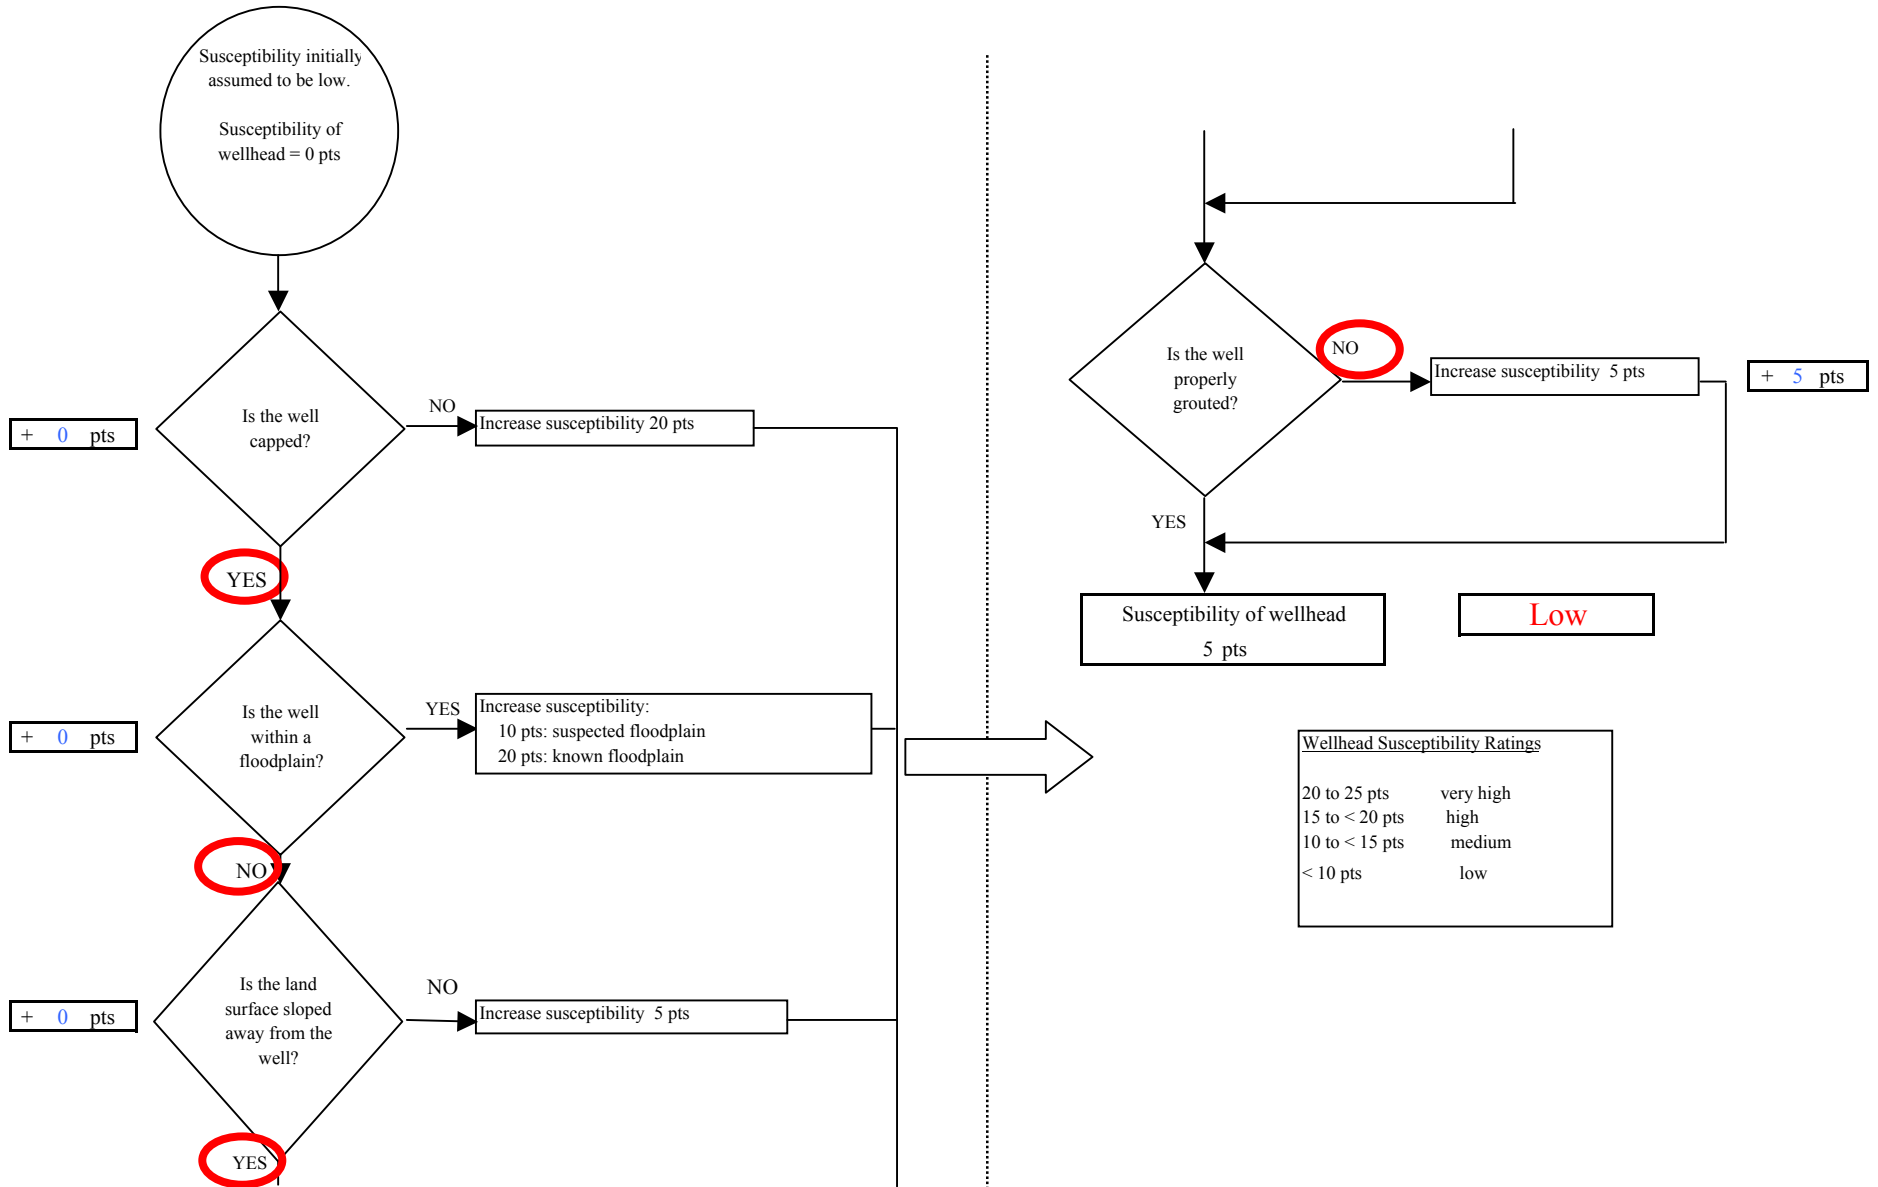 Susceptibility initially
assumed to be low.
Susceptibility of
wellhead = 0 pts
Is the well
capped?
NO
Increase susceptibility 20 pts
+ 0 pts
YES
Is the well
within a
floodplain?
YES
Increase susceptibility:
10 pts: suspected floodplain
20 pts: known floodplain
+ 0 pts
NO
Is the land
surface sloped
away from the
well?
NO
Increase susceptibility 5 pts
+ 0 pts
YES
Is the well
properly
grouted?
NO
Increase susceptibility 5 pts
+ 5 pts
YES
Susceptibility of wellhead
5 pts
Low
Wellhead Susceptibility Ratings
20 to 25 pts very high
15 to < 20 pts high
10 to < 15 pts medium
< 10 pts low